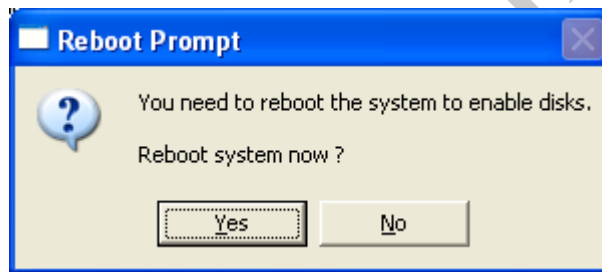 Reboot Prompt
You need to reboot the system to enable disks.
Reboot system now ?
Yes
No